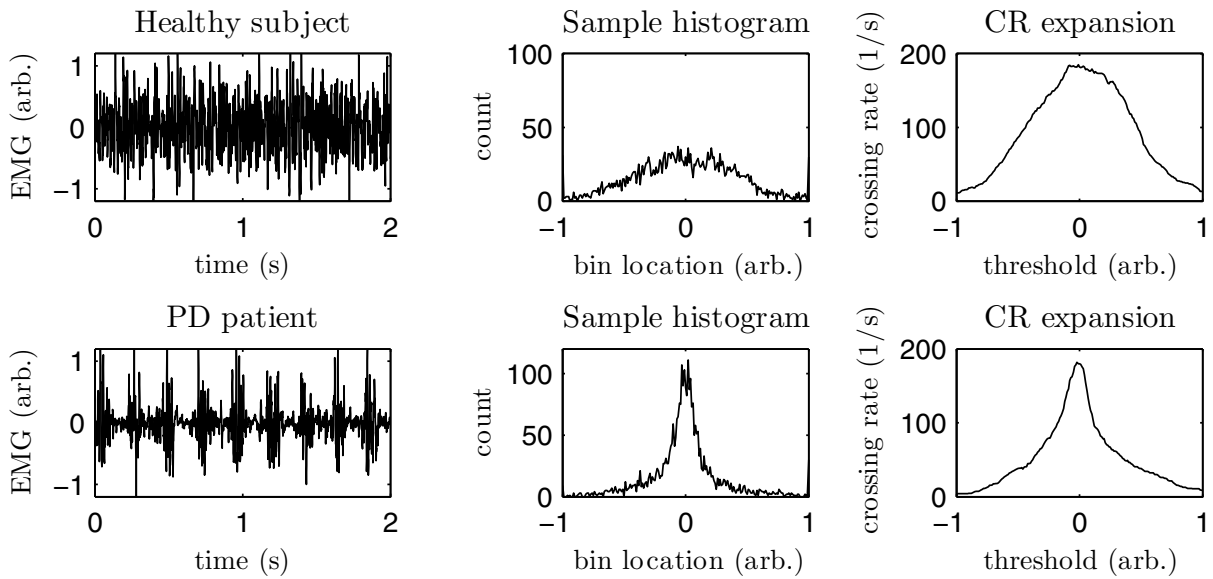 Healthy subject
EMG (arb.)
1
0
−1
0 1 2
time (s)
Sample histogram
count
100
50
0
−1 0 1
bin location (arb.)
CR expansion
crossing rate (1/s)
200
100
0
−1 0 1
threshold (arb.)
PD patient
EMG (arb.)
1
0
−1
0 1 2
time (s)
Sample histogram
count
100
50
0
−1 0 1
bin location (arb.)
CR expansion
crossing rate (1/s)
200
100
0
−1 0 1
threshold (arb.)